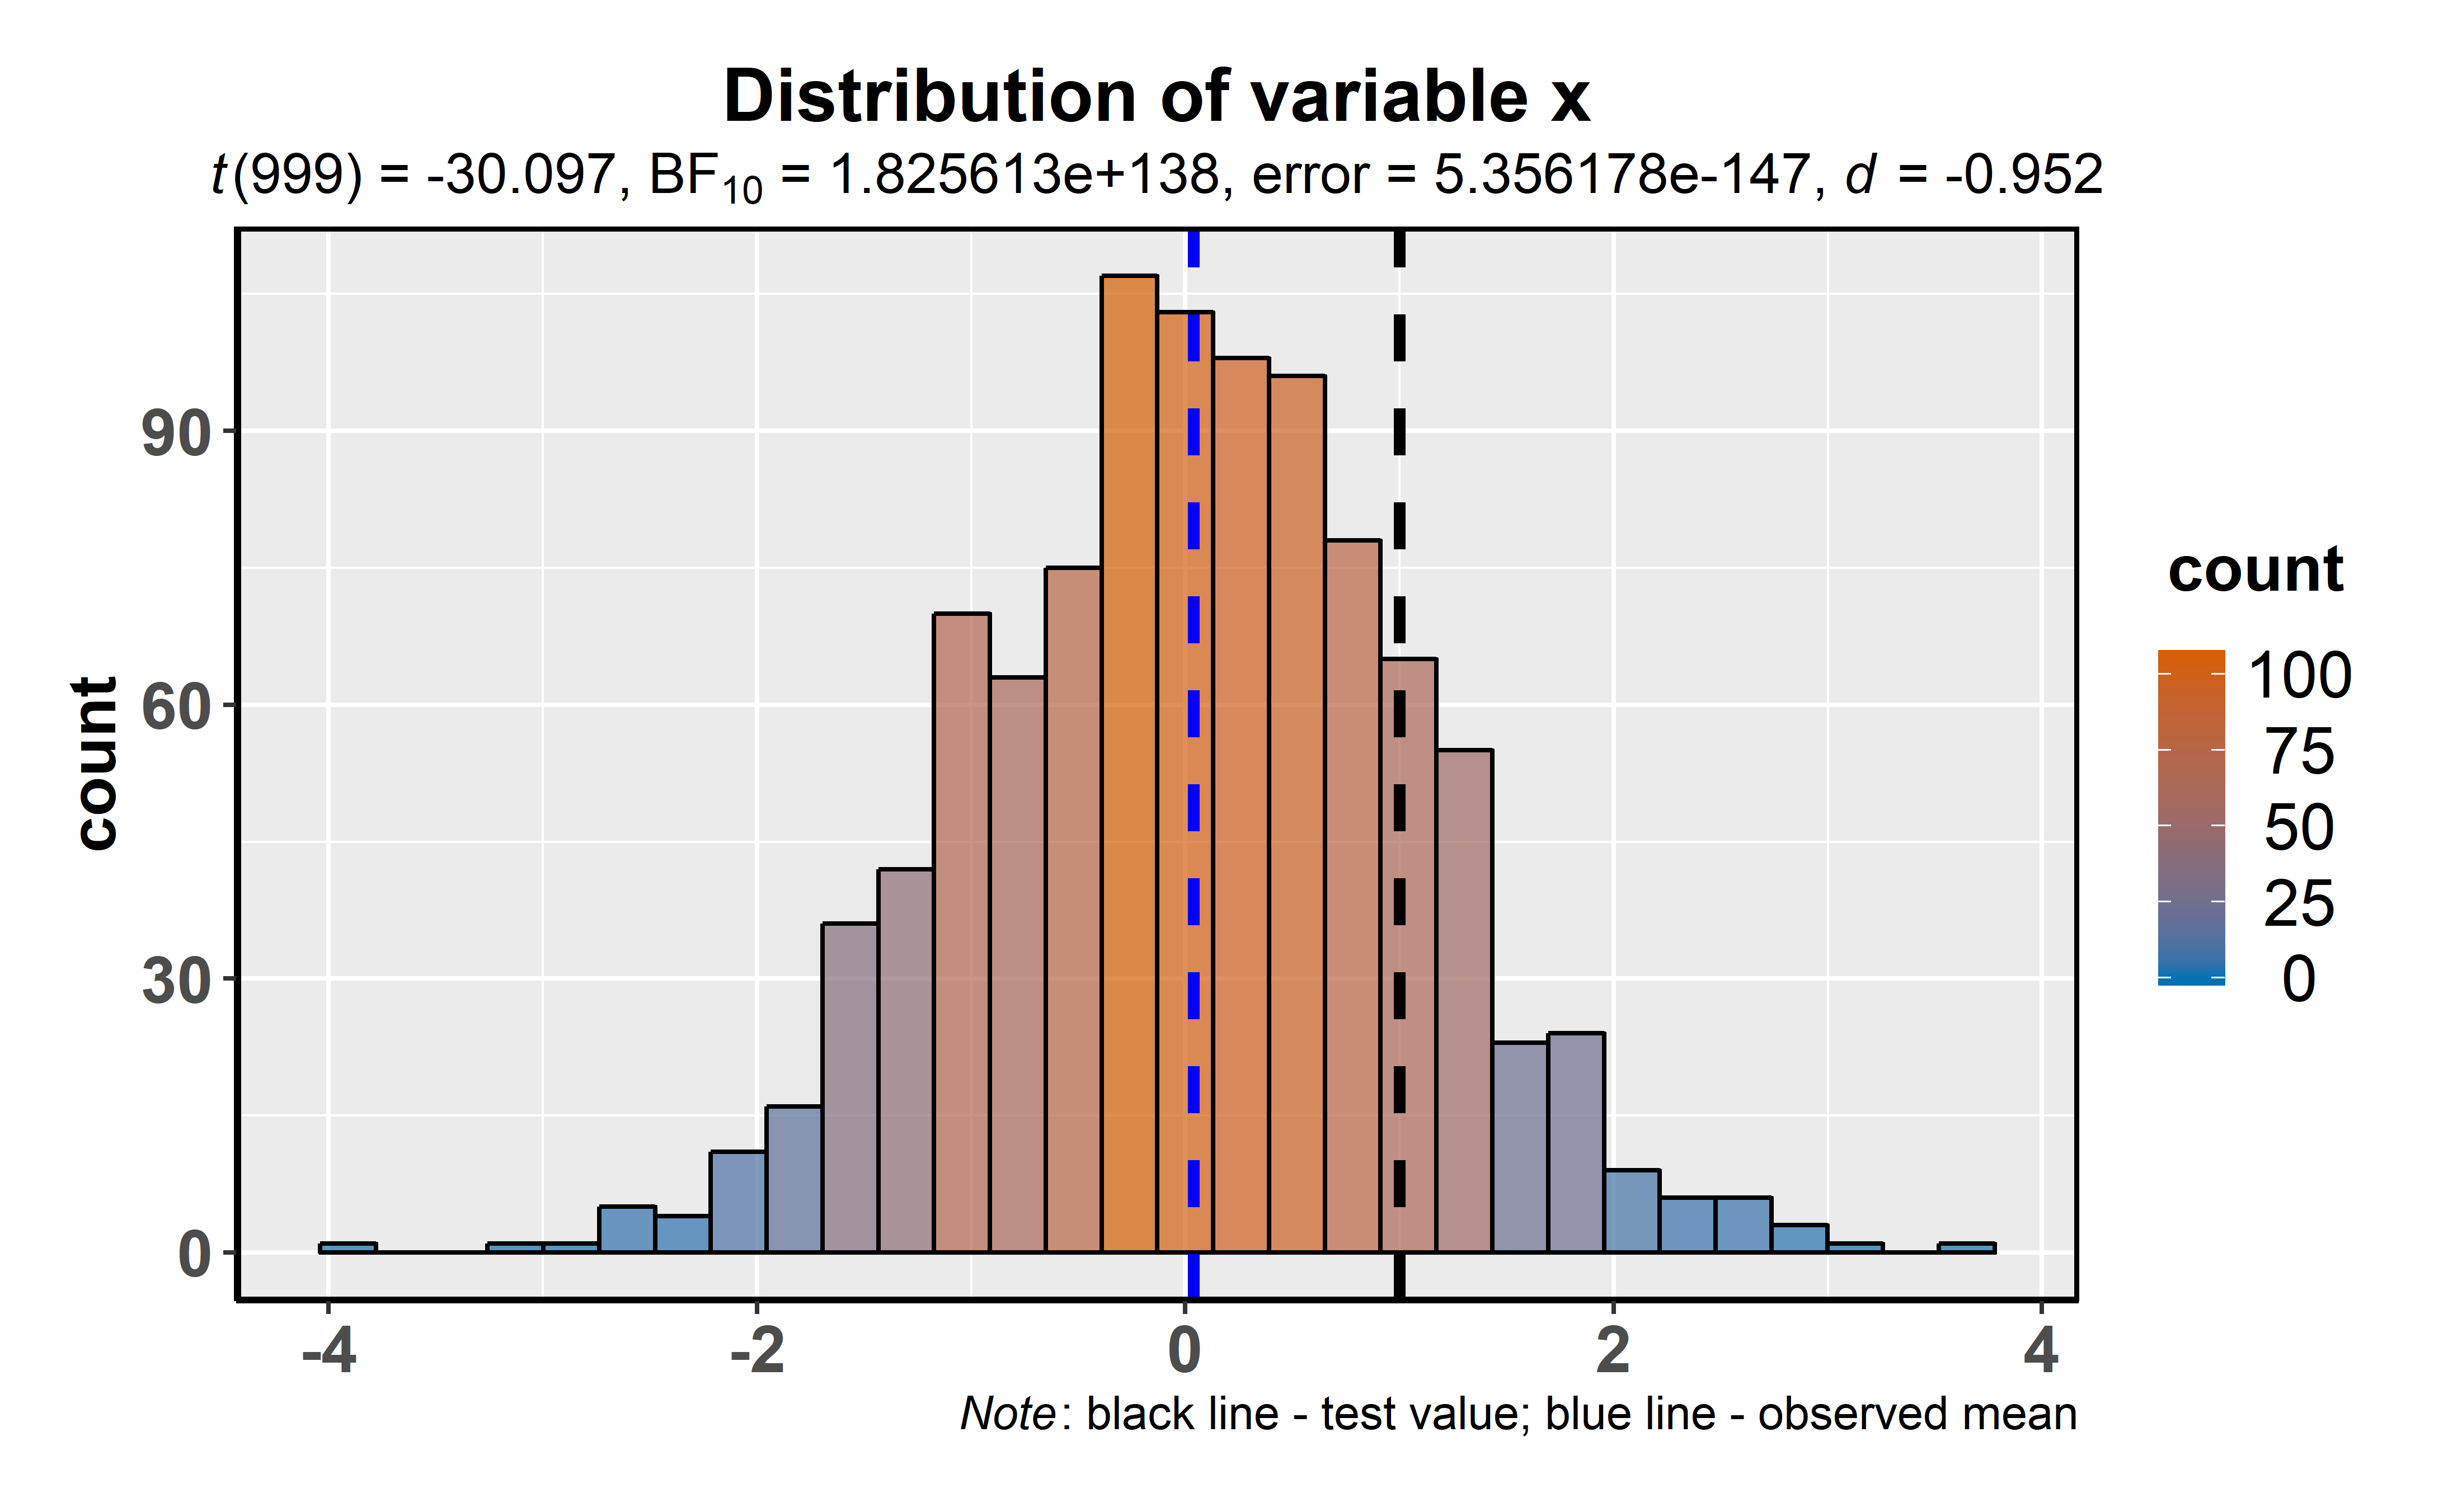 Distribution of variable x
t(999) = -30.097, BF10 = 1.825613e+138, error = 5.356178e-147, d = -0.952
count
90
60
30
0
-4 -2 0 2 4
count
100
75
50
25
0
Note: black line - test value; blue line - observed mean